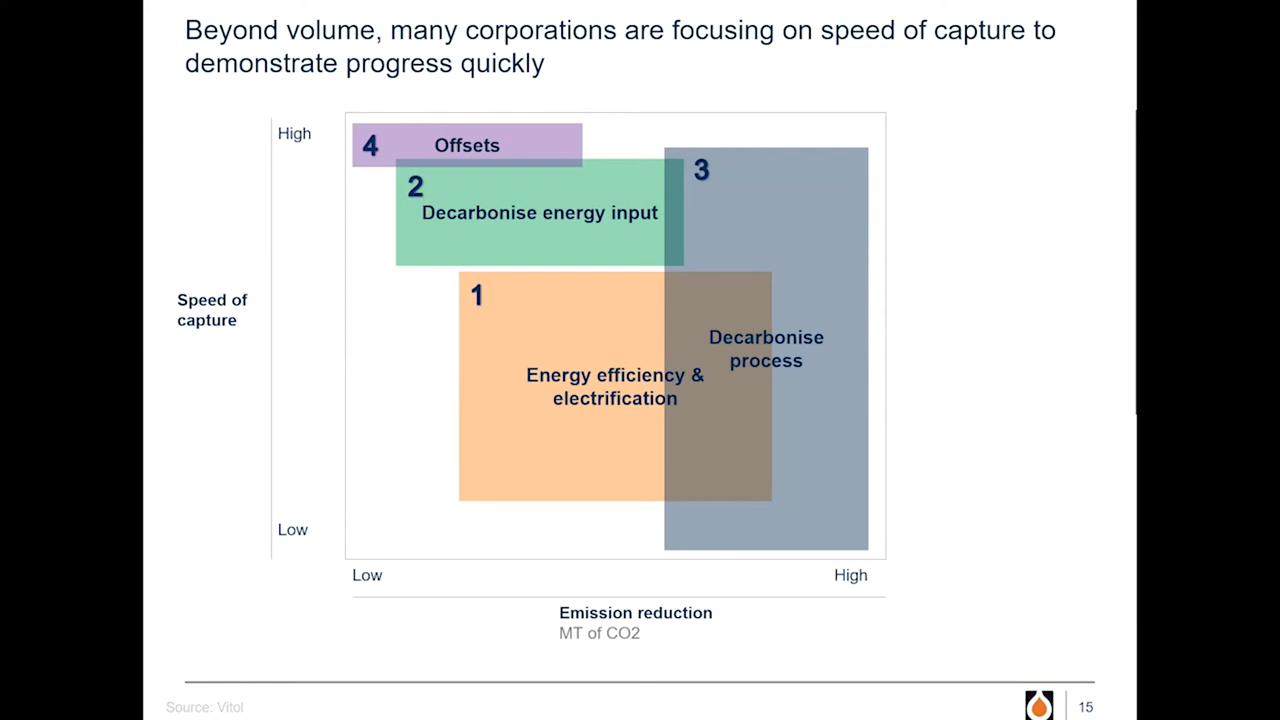 Beyond volume, many corporations are focusing on speed of capture to
demonstrate progress quickly
High
4
Offsets
2
Decarbonise energy input
3
1
Speed of
capture
Decarbonise
process
Energy efficiency &
electrification
Low
Low
High
Emission reduction
MT of CO2
Source: Vitol
15